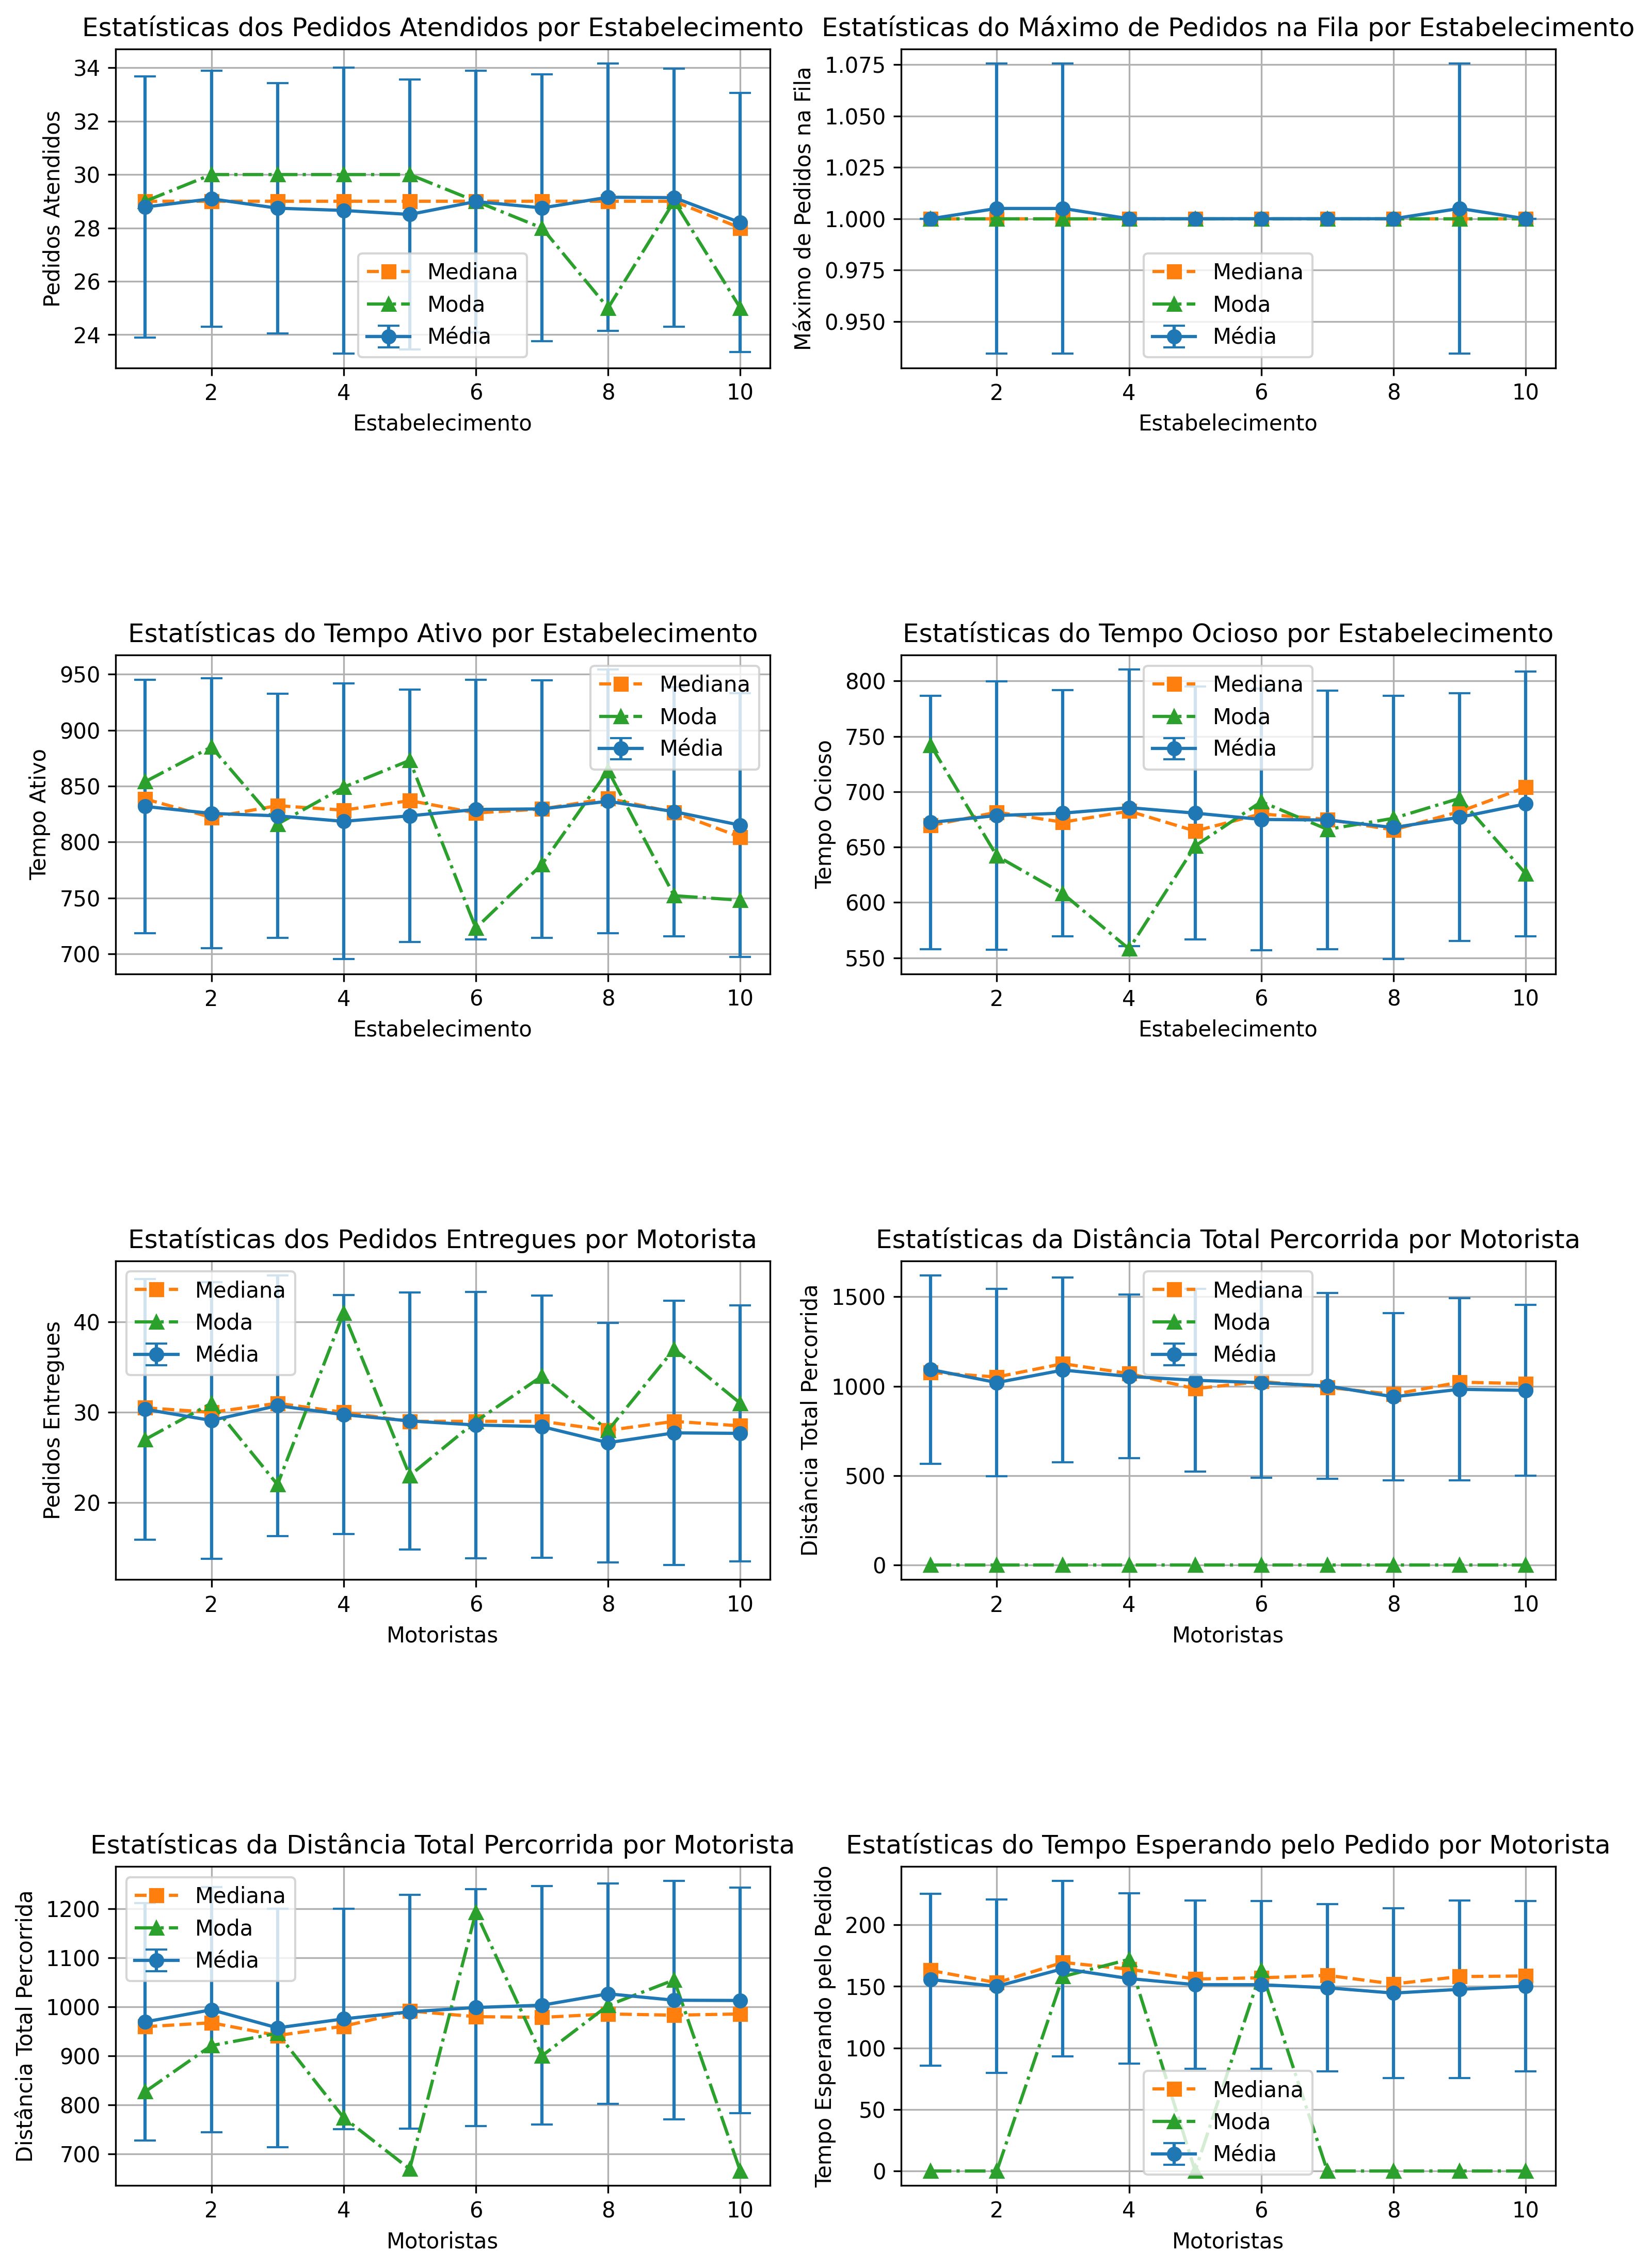 Estatísticas dos Pedidos Atendidos por Estabelecimento
Pedidos Atendidos
34
32
30
28
26
24
Mediana
Moda
Média
2 4 6 8 10
Estabelecimento
Estatísticas do Máximo de Pedidos na Fila por Estabelecimento
Máximo de Pedidos na Fila
1.075
1.050
1.025
1.000
0.975
0.950
Mediana
Moda
Média
2 4 6 8 10
Estabelecimento
Estatísticas do Tempo Ativo por Estabelecimento
Tempo Ativo
950
900
850
800
750
700
Mediana
Moda
Média
2 4 6 8 10
Estabelecimento
Estatísticas do Tempo Ocioso por Estabelecimento
Tempo Ocioso
800
750
700
650
600
550
Mediana
Moda
Média
2 4 6 8 10
Estabelecimento
Estatísticas dos Pedidos Entregues por Motorista
Pedidos Entregues
40
30
20
Mediana
Moda
Média
2 4 6 8 10
Motoristas
Estatísticas da Distância Total Percorrida por Motorista
Distância Total Percorrida
1500
1000
500
0
Mediana
Moda
Média
2 4 6 8 10
Motoristas
Estatísticas da Distância Total Percorrida por Motorista
Distância Total Percorrida
1200
1100
1000
900
800
700
Mediana
Moda
Média
2 4 6 8 10
Motoristas
Estatísticas do Tempo Esperando pelo Pedido por Motorista
Tempo Esperando pelo Pedido
200
150
100
50
0
Mediana
Moda
Média
2 4 6 8 10
Motoristas